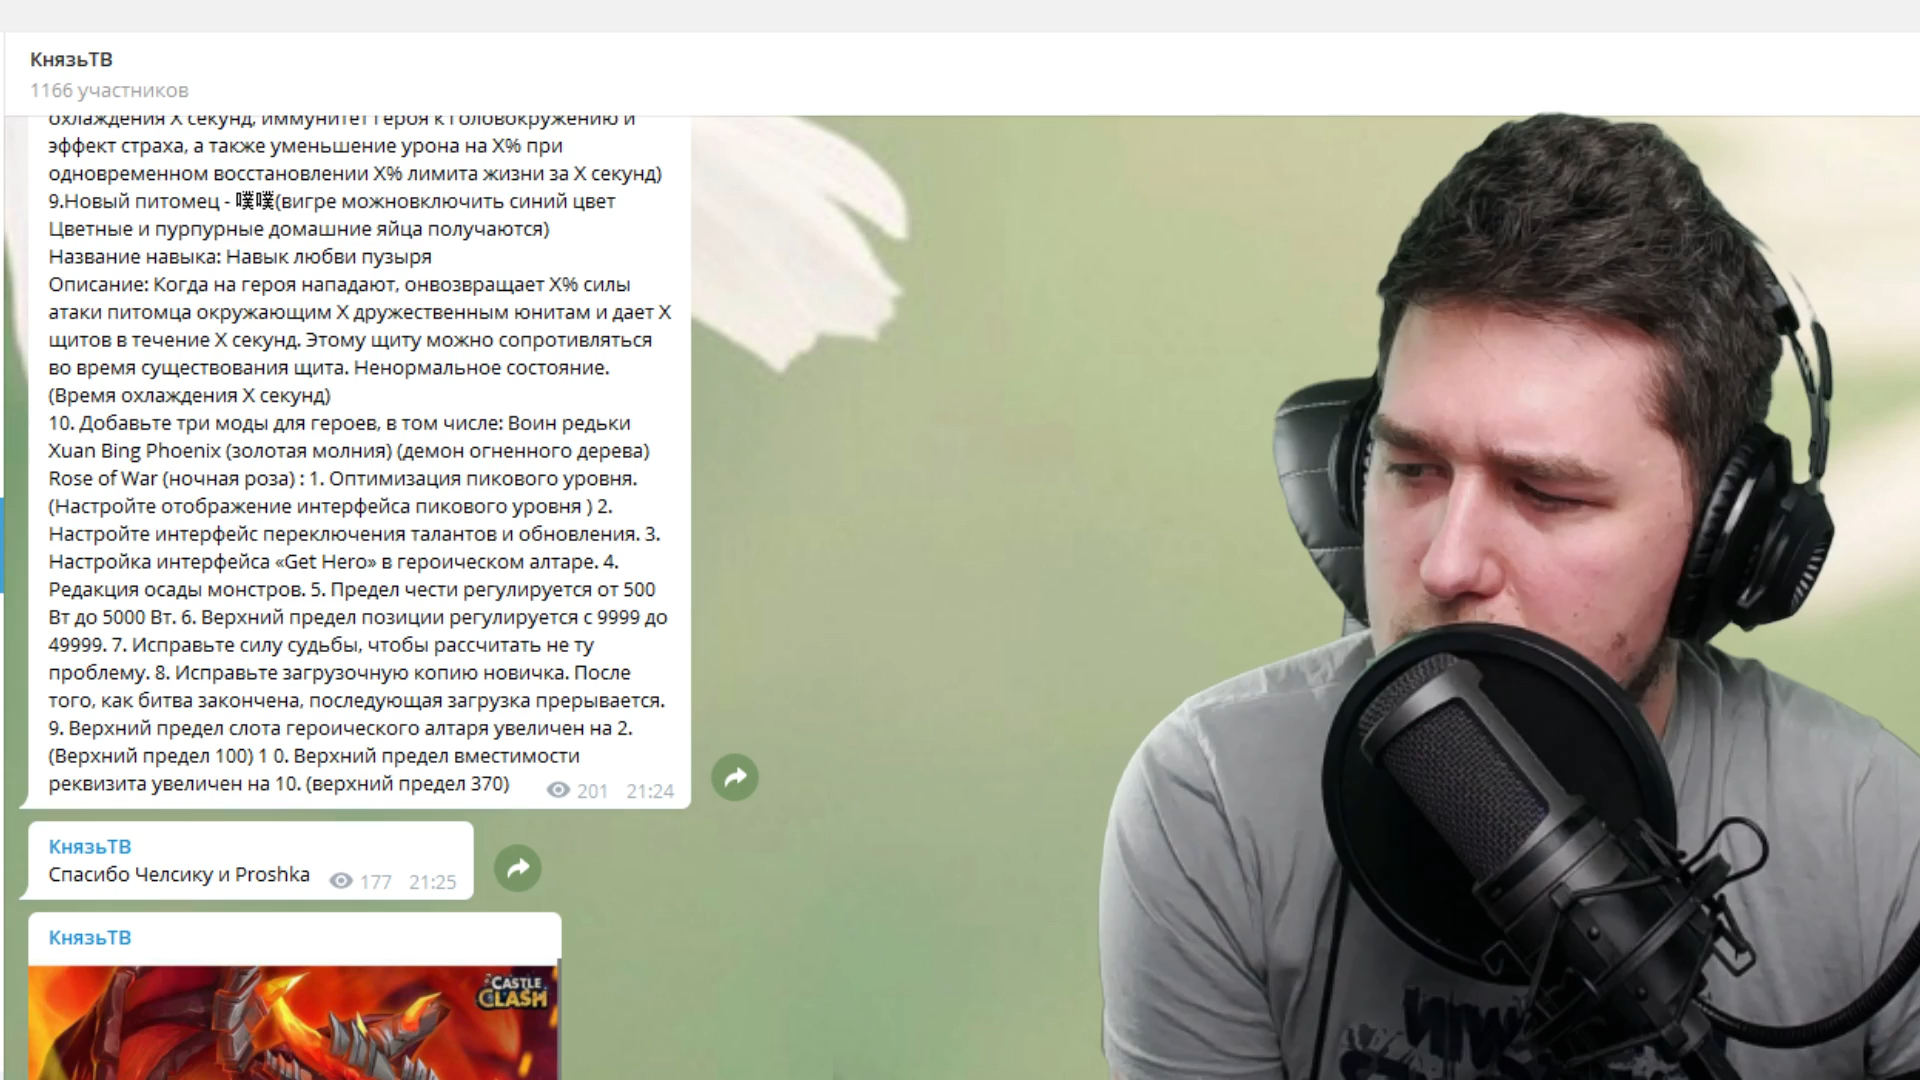 КнязьТВ
1166 участников
охлаждения X секунд, иммунитет героя к головокружению и
эффект страха, а также уменьшение урона на X% при
одновременном восстановлении X% лимита жизни за X секунд)
9.Новый питомец - 噗噗(вигре можновключить синий цвет
Цветные и пурпурные домашние яйца получаются)
Название навыка: Навык любви пузыря
Описание: Когда на героя нападают, онвозвращает X% силы
атаки питомца окружающим X дружественным юнитам и дает X
щитов в течение X секунд. Этому щиту можно сопротивляться
во время существования щита. Ненормальное состояние.
(Время охлаждения X секунд)
10. Добавьте три моды для героев, в том числе: Воин редьки
Xuan Bing Phoenix (золотая молния) (демон огненного дерева)
Rose of War (ночная роза) : 1. Оптимизация пикового уровня.
(Настройте отображение интерфейса пикового уровня ) 2.
Настройте интерфейс переключения талантов и обновления. 3.
Настройка интерфейса «Get Hero» в героическом алтаре. 4.
Редакция осады монстров. 5. Предел чести регулируется от 500
Вт до 5000 Вт. 6. Верхний предел позиции регулируется с 9999 до
49999. 7. Исправьте силу судьбы, чтобы рассчитать не ту
проблему. 8. Исправьте загрузочную копию новичка. После
того, как битва закончена, последующая загрузка прерывается.
9. Верхний предел слота героического алтаря увеличен на 2.
(Верхний предел 100) 1 0. Верхний предел вместимости
реквизита увеличен на 10. (верхний предел 370)
201 21:24
КнязьТВ
Спасибо Челсику и Proshka
177 21:25
КнязьТВ
CASTLE
CLASH